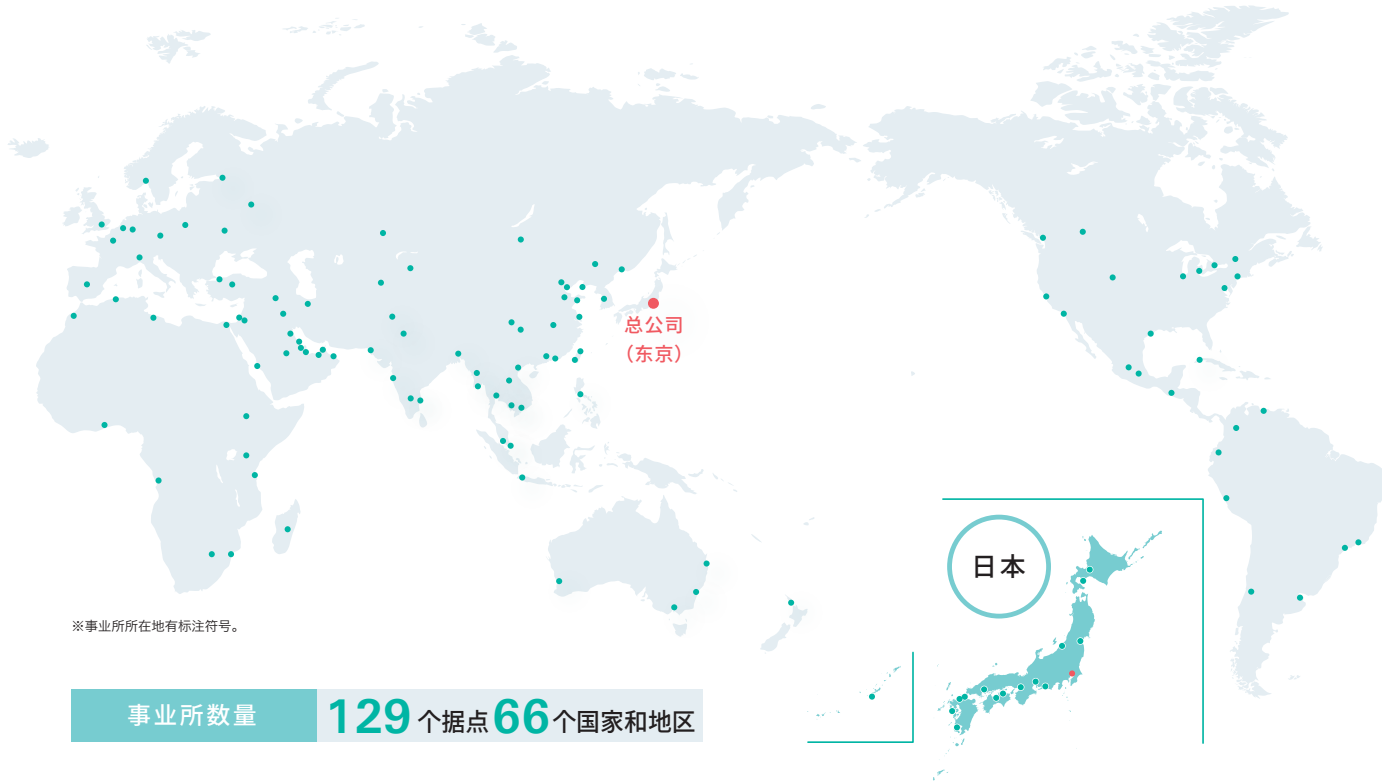 总公司
（东京）
日本
※事业所所在地有标注符号。
事业所数量
129个据点66个国家和地区